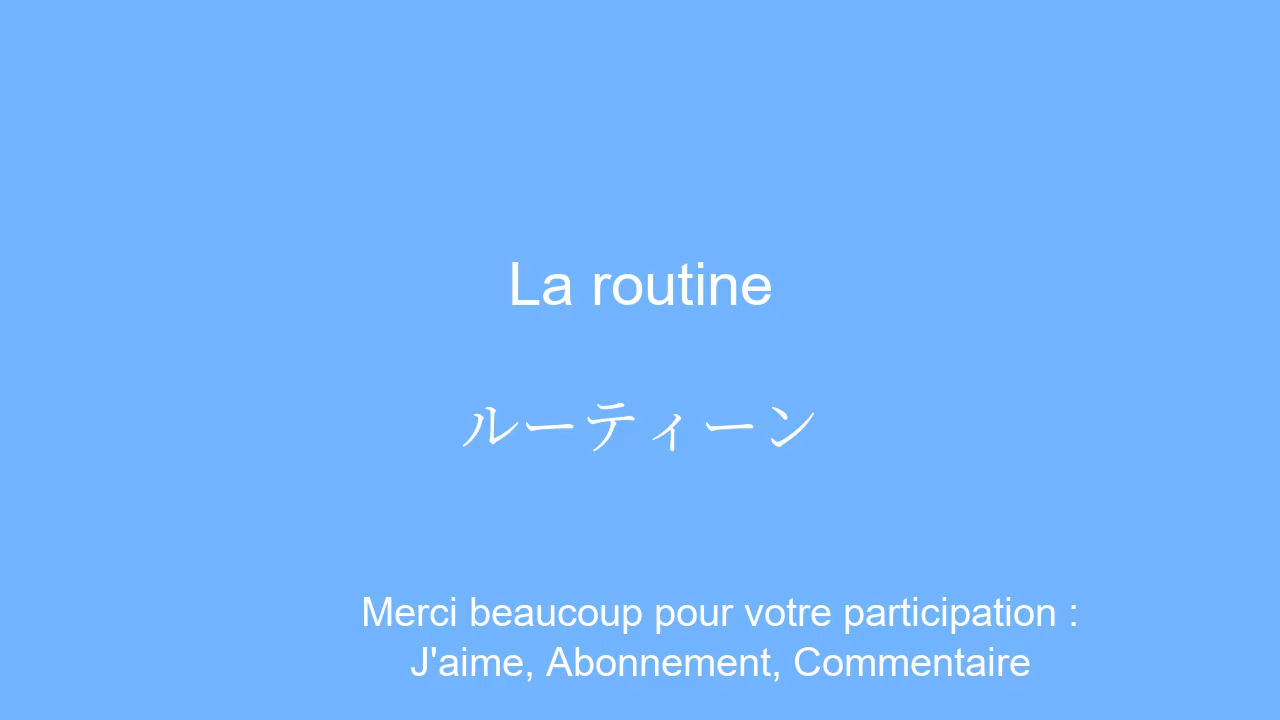 La routine
ルーティーン
Merci beaucoup pour votre participation :
J'aime, Abonnement, Commentaire